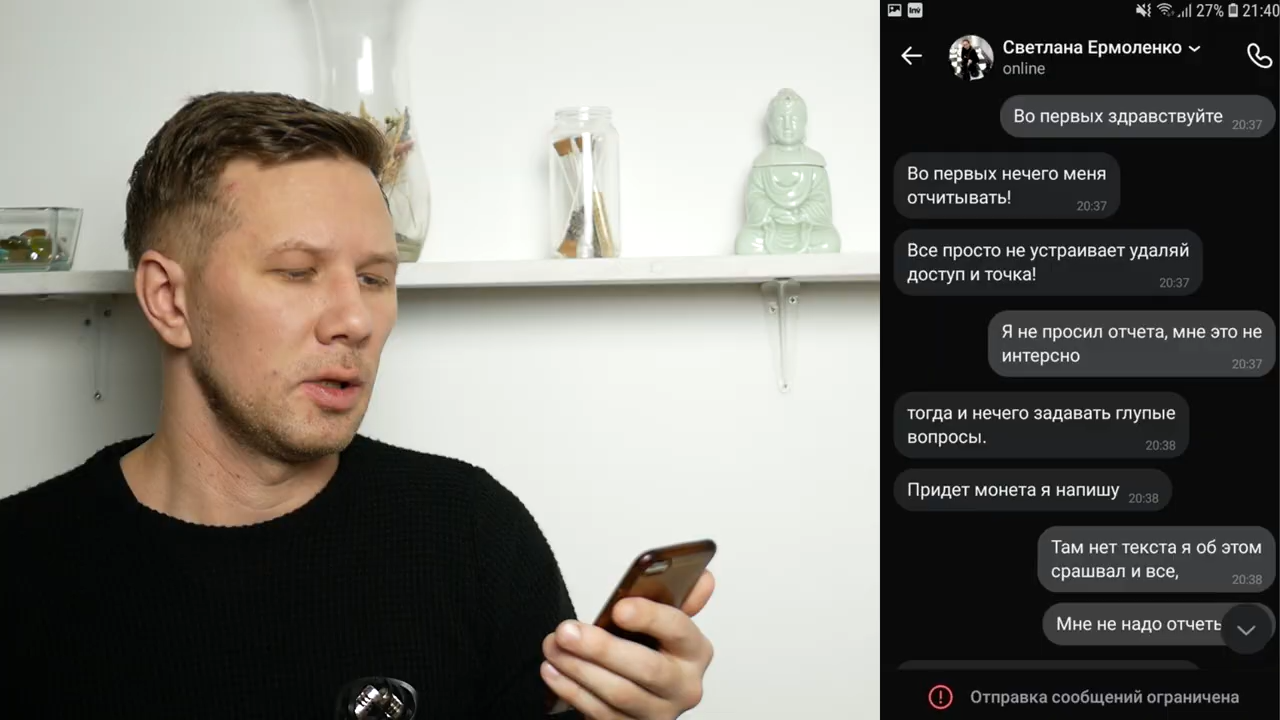 27% 21:40
Светлана Ермоленко
online
Во первых здравствуйте 20:37
Во первых нечего меня
отчитывать! 20:37
Все просто не устраивает удаляй
доступ и точка! 20:37
Я не просил отчета, мне это не
интерсно 20:37
тогда и нечего задавать глупые
вопросы. 20:38
Придет монета я напишу 20:38
Там нет текста я об этом
срашвал и все, 20:38
Мне не надо отчеть
Отправка сообщений ограничена